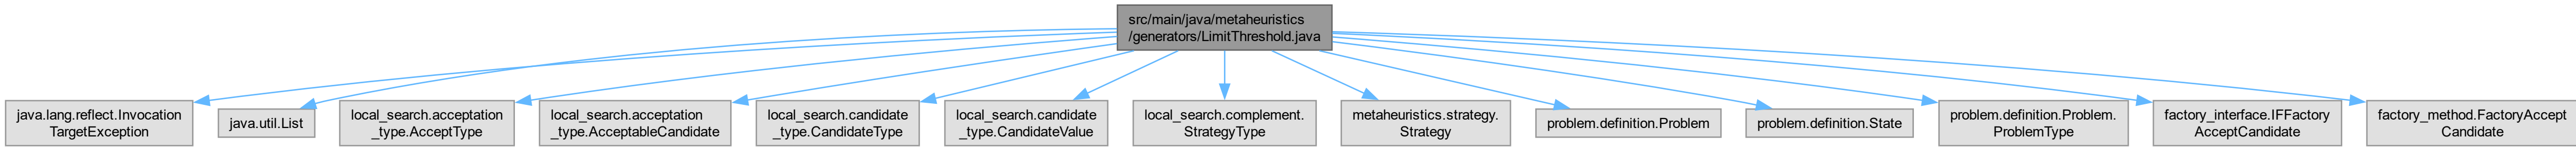 src/main/java/metaheuristics
/generators/LimitThreshold.java
java.lang.reflect.Invocation
TargetException
java.util.List
local_search.acceptation
_type.AcceptType
local_search.acceptation
_type.AcceptableCandidate
local_search.candidate
_type.CandidateType
local_search.candidate
_type.CandidateValue
local_search.complement.
StrategyType
metaheuristics.strategy.
Strategy
problem.definition.Problem
problem.definition.State
problem.definition.Problem.
ProblemType
factory_interface.IFFactory
AcceptCandidate
factory_method.FactoryAccept
Candidate